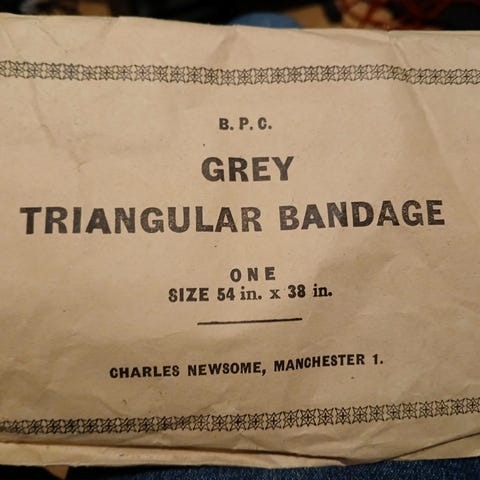 B. P. C.
GREY
TRIANGULAR BANDAGE
ONE
SIZE 54 in. x 38 in.
CHARLES NEWSOME, MANCHESTER 1.